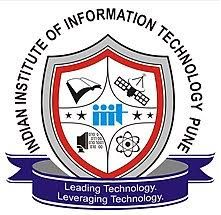 INDIAN INSTITUTE OF INFORMATION TECHNOLOGY PUNE
iiit
Leading Technology.
Leveraging Technology.